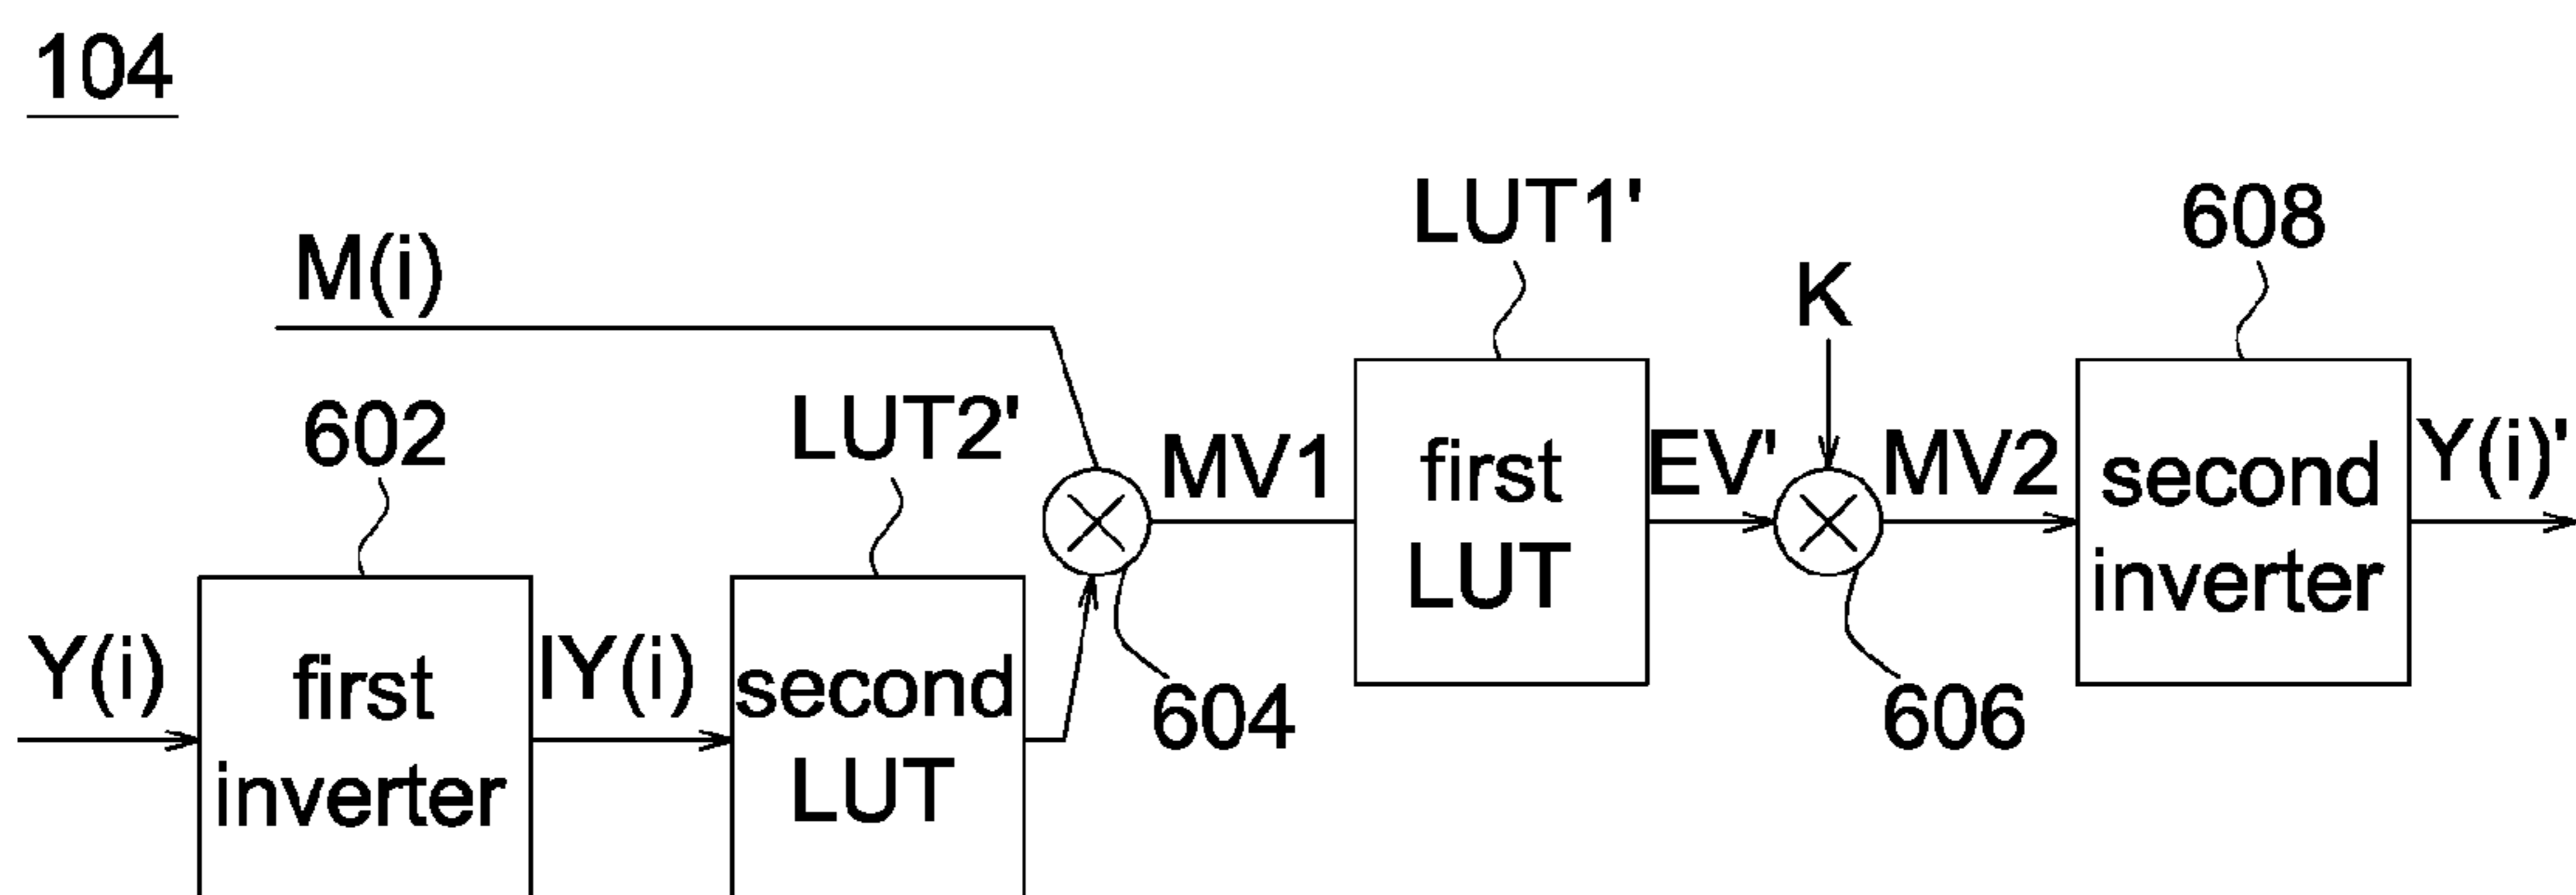 104
M(i)
LUT1'
608
K
602
LUT2'
MV1
first
LUT
EV'
MV2
second
inverter
Y(i)'
Y(i)
first
inverter
IY(i)
second
LUT
604
606